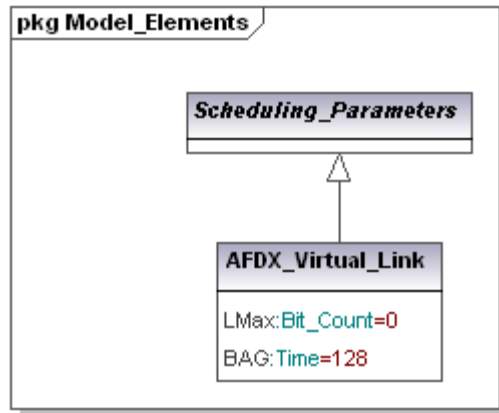 pkg Model_Elements
Scheduling_Parameters
AFDX_Virtual_Link
LMax:Bit_Count=0
BAG:Time=128